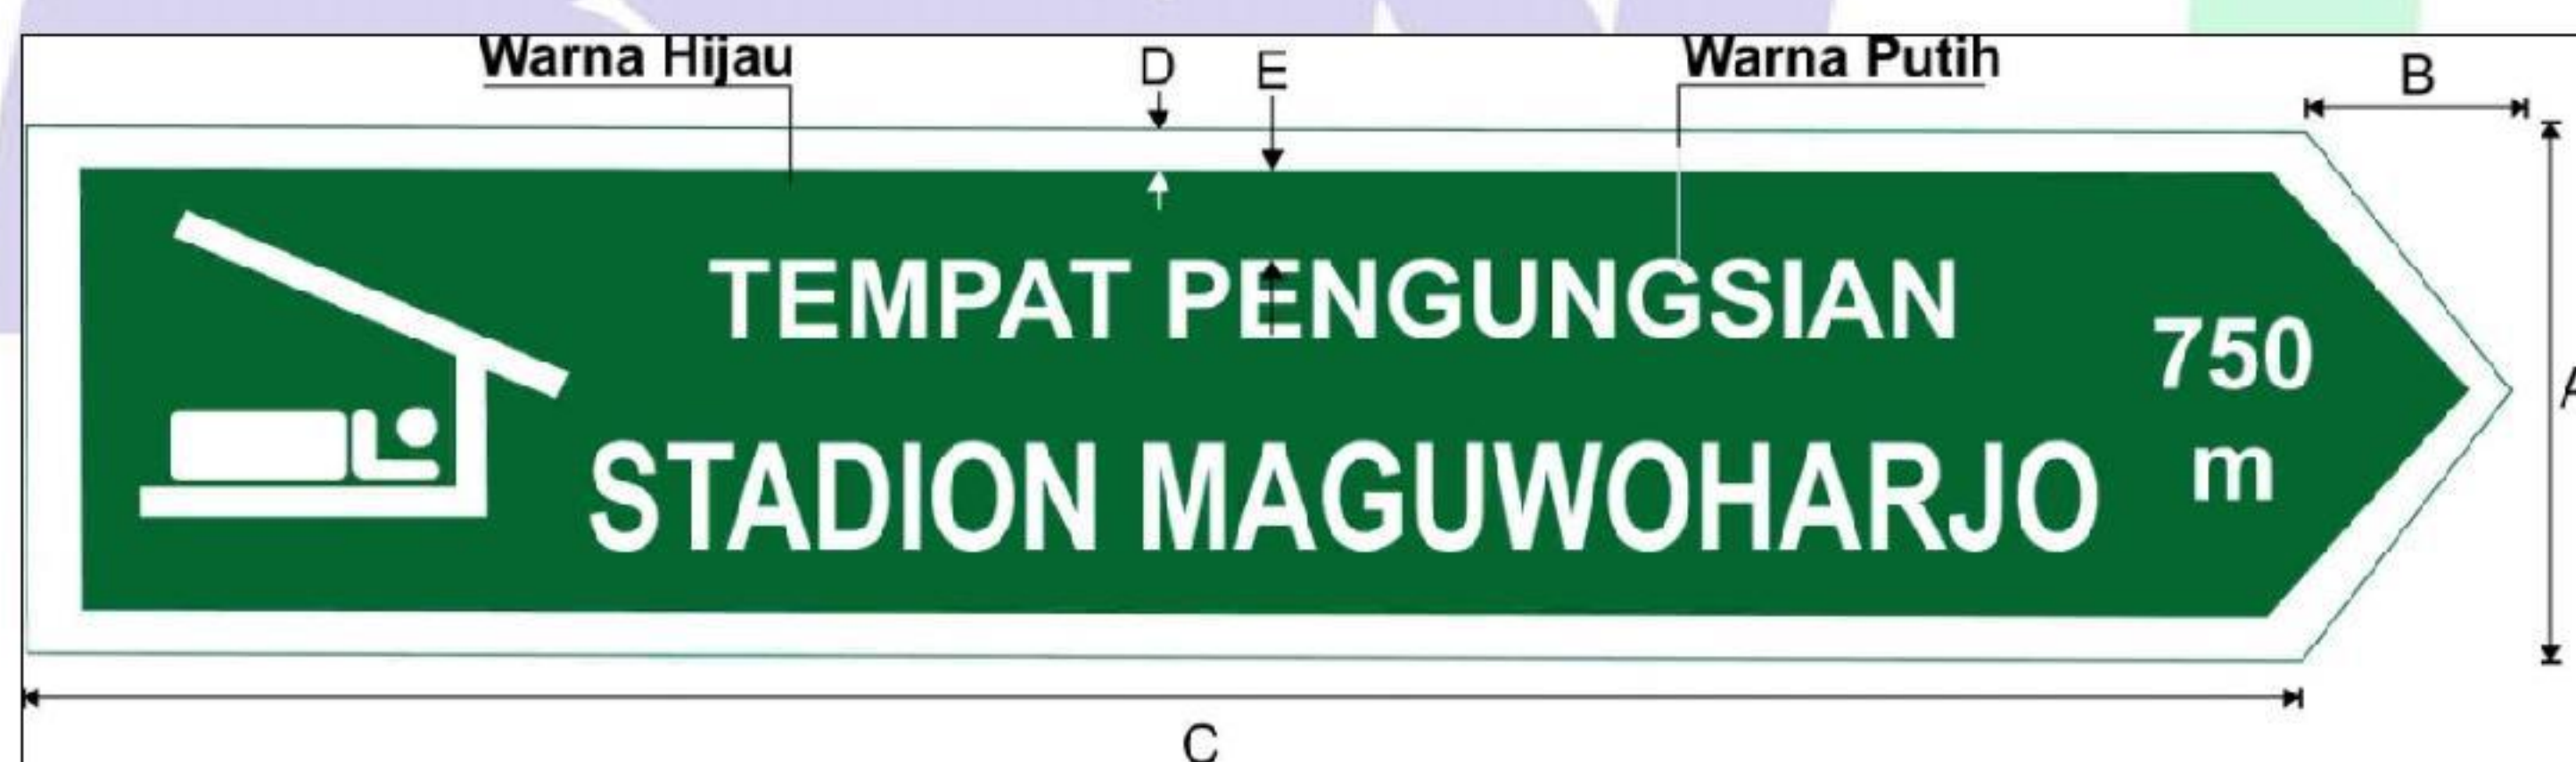 Warna Hijau D E Warna Putih B
TEMPAT PENGUNGSIAN
750
A
m
STADION MAGUWOHARJO
C